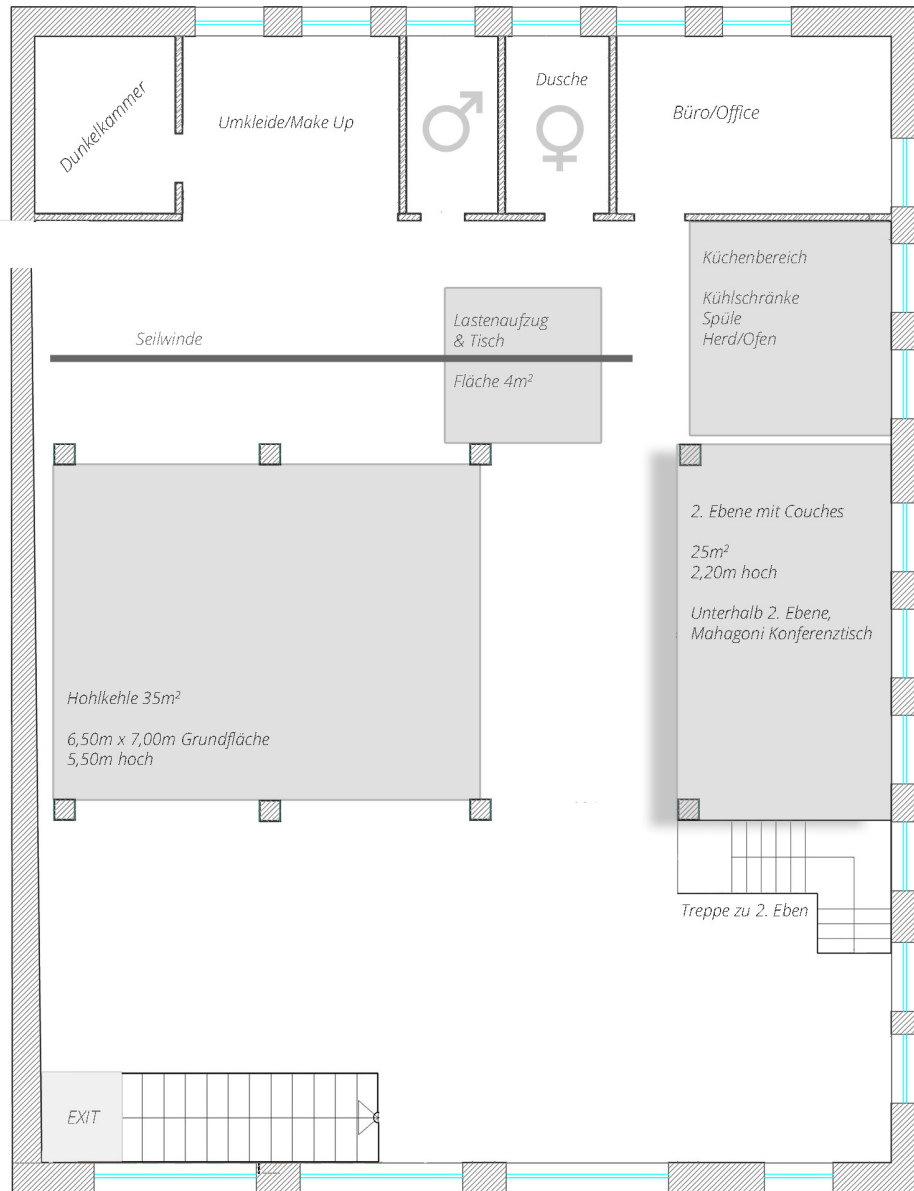 Dunkelkammer
Umkleide/Make Up
Dusche
Büro/Office
Küchenbereich
Kühlschränke
Spüle
Herd/Ofen
Seilwinde
Lastenaufzug
& Tisch
Fläche 4m²
2. Ebene mit Couches
25m²
2,20m hoch
Unterhalb 2. Ebene,
Mahagoni Konferenztisch
Hohlkehle 35m²
6,50m x 7,00m Grundfläche
5,50m hoch
Treppe zu 2. Eben
EXIT